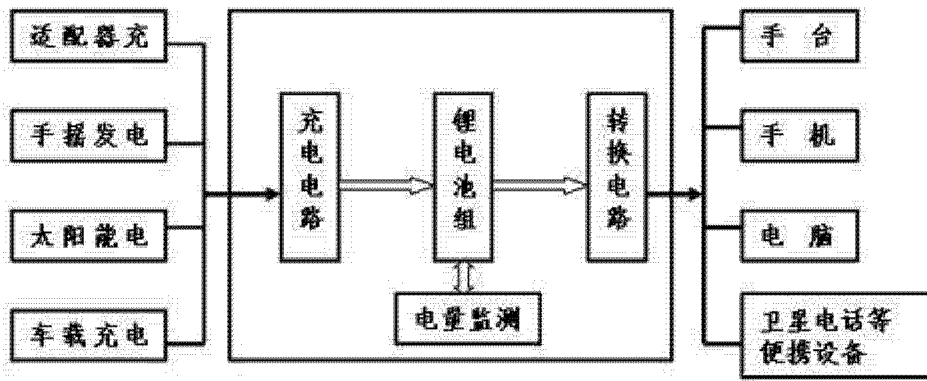 适配器充
手摇发电
太阳能电
车载充电
充电电路
锂电池组
转换电路
电量监测
手台
手机
电脑
卫星电话等
便携设备